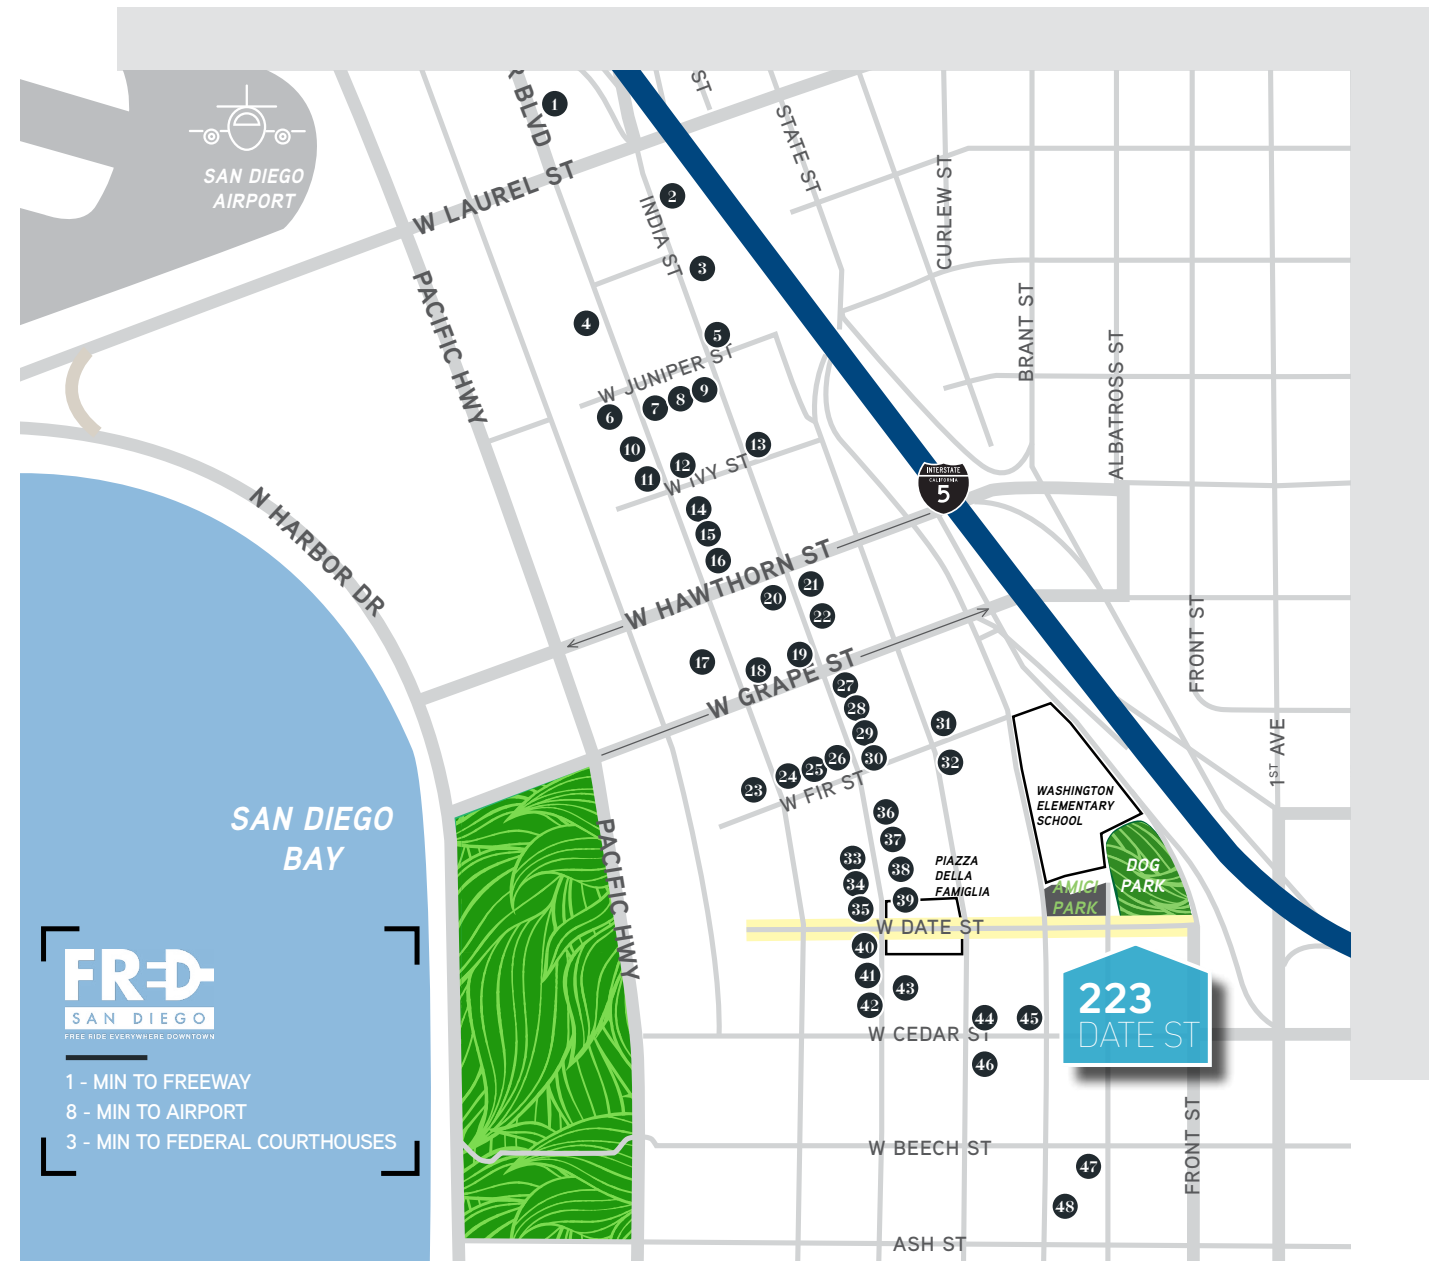 R BLVD
ST
1
STATE ST
SAN DIEGO
AIRPORT
W LAUREL ST
CURLEW ST
2
INDIA ST
3
PACIFIC HWY
BRANT ST
4
5
ALBATROSS ST
W JUNIPER ST
6
7
8
9
10
13
11
12
W IVY ST
INTERSTATE
CALIFORNIA
5
N HARBOR DR
14
15
16
W HAWTHORN ST
20
21
22
FRONT ST
17
18
19
W GRAPE ST
27
28
31
29
1ST AVE
32
23
24
25
26
30
W FIR ST
WASHINGTON
ELEMENTARY
SCHOOL
SAN DIEGO
BAY
PACIFIC HWY
36
37
33
38
34
39
35
PIAZZA
DELLA
FAMIGLIA
DOG
PARK
AMICI
PARK
W DATE ST
40
41
43
42
44
45
W CEDAR ST
46
223
DATE ST
FRED
SAN DIEGO
FREE RIDE EVERYWHERE DOWNTOWN
1 - MIN TO FREEWAY
8 - MIN TO AIRPORT
3 - MIN TO FEDERAL COURTHOUSES
W BEECH ST
FRONT ST
47
48
ASH ST